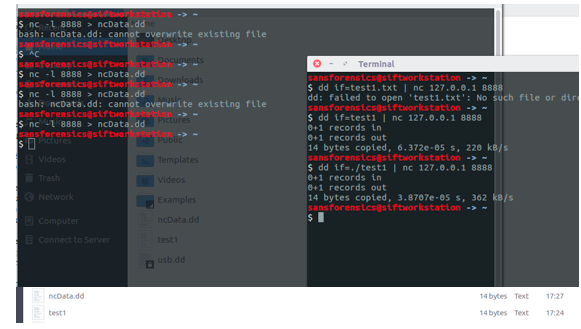 sansforensics@siftworkstation -> ~
$ nc -l 8888 > ncData.dd
bash: ncData.dd: cannot overwrite existing file
sansforensics@siftworkstation -> ~
$ ^C
sansforensics@siftworkstation -> ~
$ nc -l 8888 > ncData.dd
sansforensics@siftworkstation -> ~
$ nc -l 8888 > ncData.dd
bash: ncData.dd: cannot overwrite existing file
sansforensics@siftworkstation -> ~
$ nc -l 8888 > ncData.dd
sansforensics@siftworkstation -> ~
$
Documents
Downloads
Pictures
Pictures
Public
Videos
Templates
Trash
Videos
Network
Examples
Computer
ncData.dd
Connect to Server
test1
usb.dd
Terminal
sansforensics@siftworkstation -> ~
$ dd if=test1.txt | nc 127.0.0.1 8888
dd: failed to open 'test1.txt': No such file or dire
sansforensics@siftworkstation -> ~
$ dd if=test1 | nc 127.0.0.1 8888
0+1 records in
0+1 records out
14 bytes copied, 6.372e-05 s, 220 kB/s
sansforensics@siftworkstation -> ~
$ dd if=./test1 | nc 127.0.0.1 8888
0+1 records in
0+1 records out
14 bytes copied, 3.8707e-05 s, 362 kB/s
sansforensics@siftworkstation -> ~
$
ncData.dd 14 bytes Text 17:27
test1 14 bytes Text 17:24